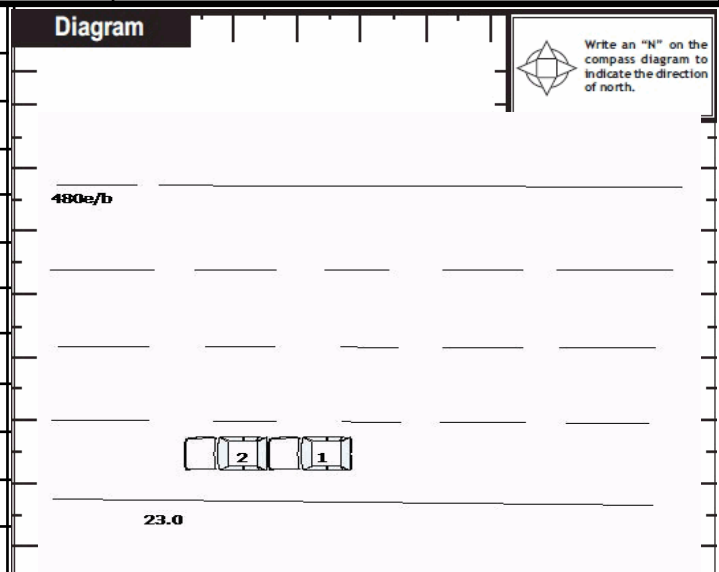 Diagram
Write an “N” on the
compass diagram to
indicate the direction
of north.
480e/b
2 1
23.0